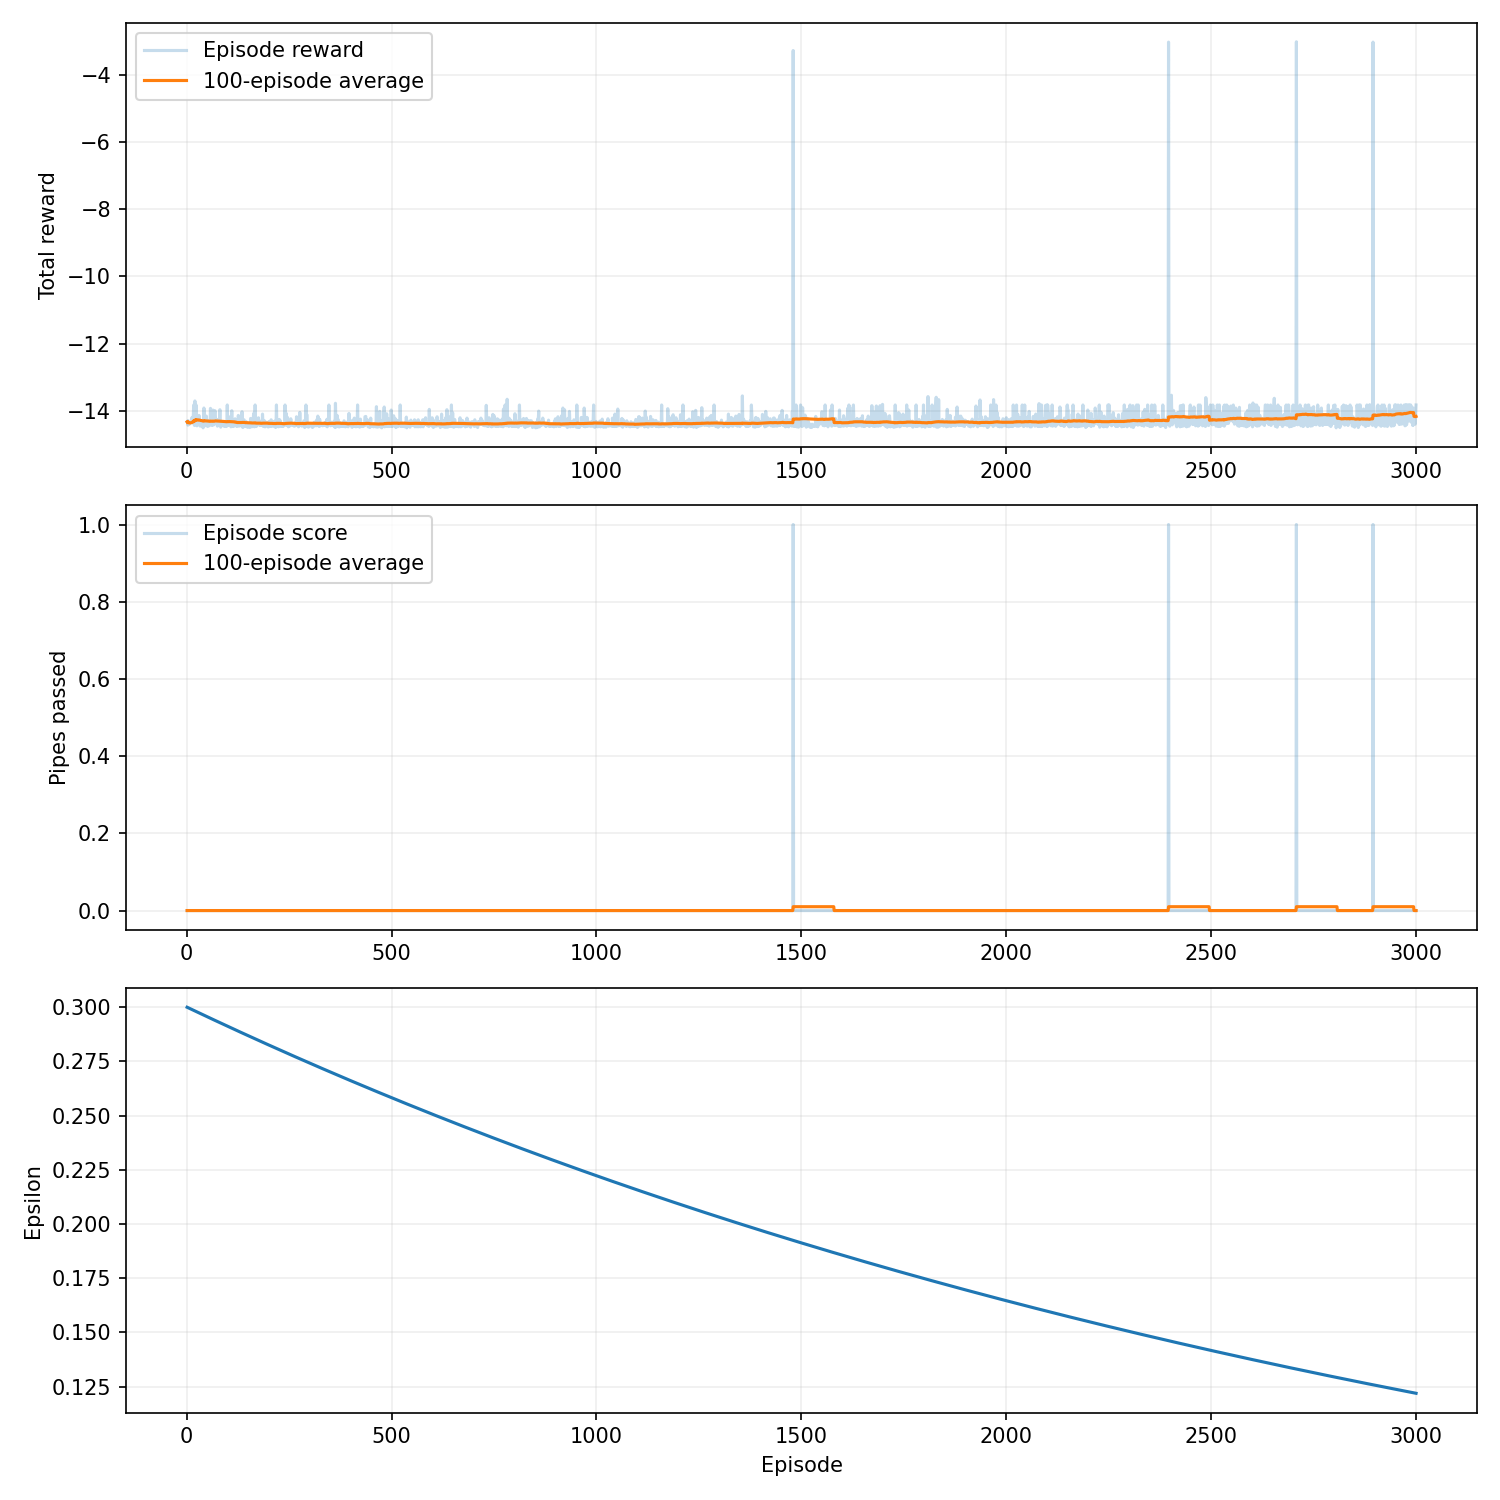 Episode reward
100-episode average
Total reward
−4
−6
−8
−10
−12
−14
0 500 1000 1500 2000 2500 3000
Episode score
100-episode average
Pipes passed
1.0
0.8
0.6
0.4
0.2
0.0
0 500 1000 1500 2000 2500 3000
Epsilon
0.300
0.275
0.250
0.225
0.200
0.175
0.150
0.125
0 500 1000 1500 2000 2500 3000
Episode